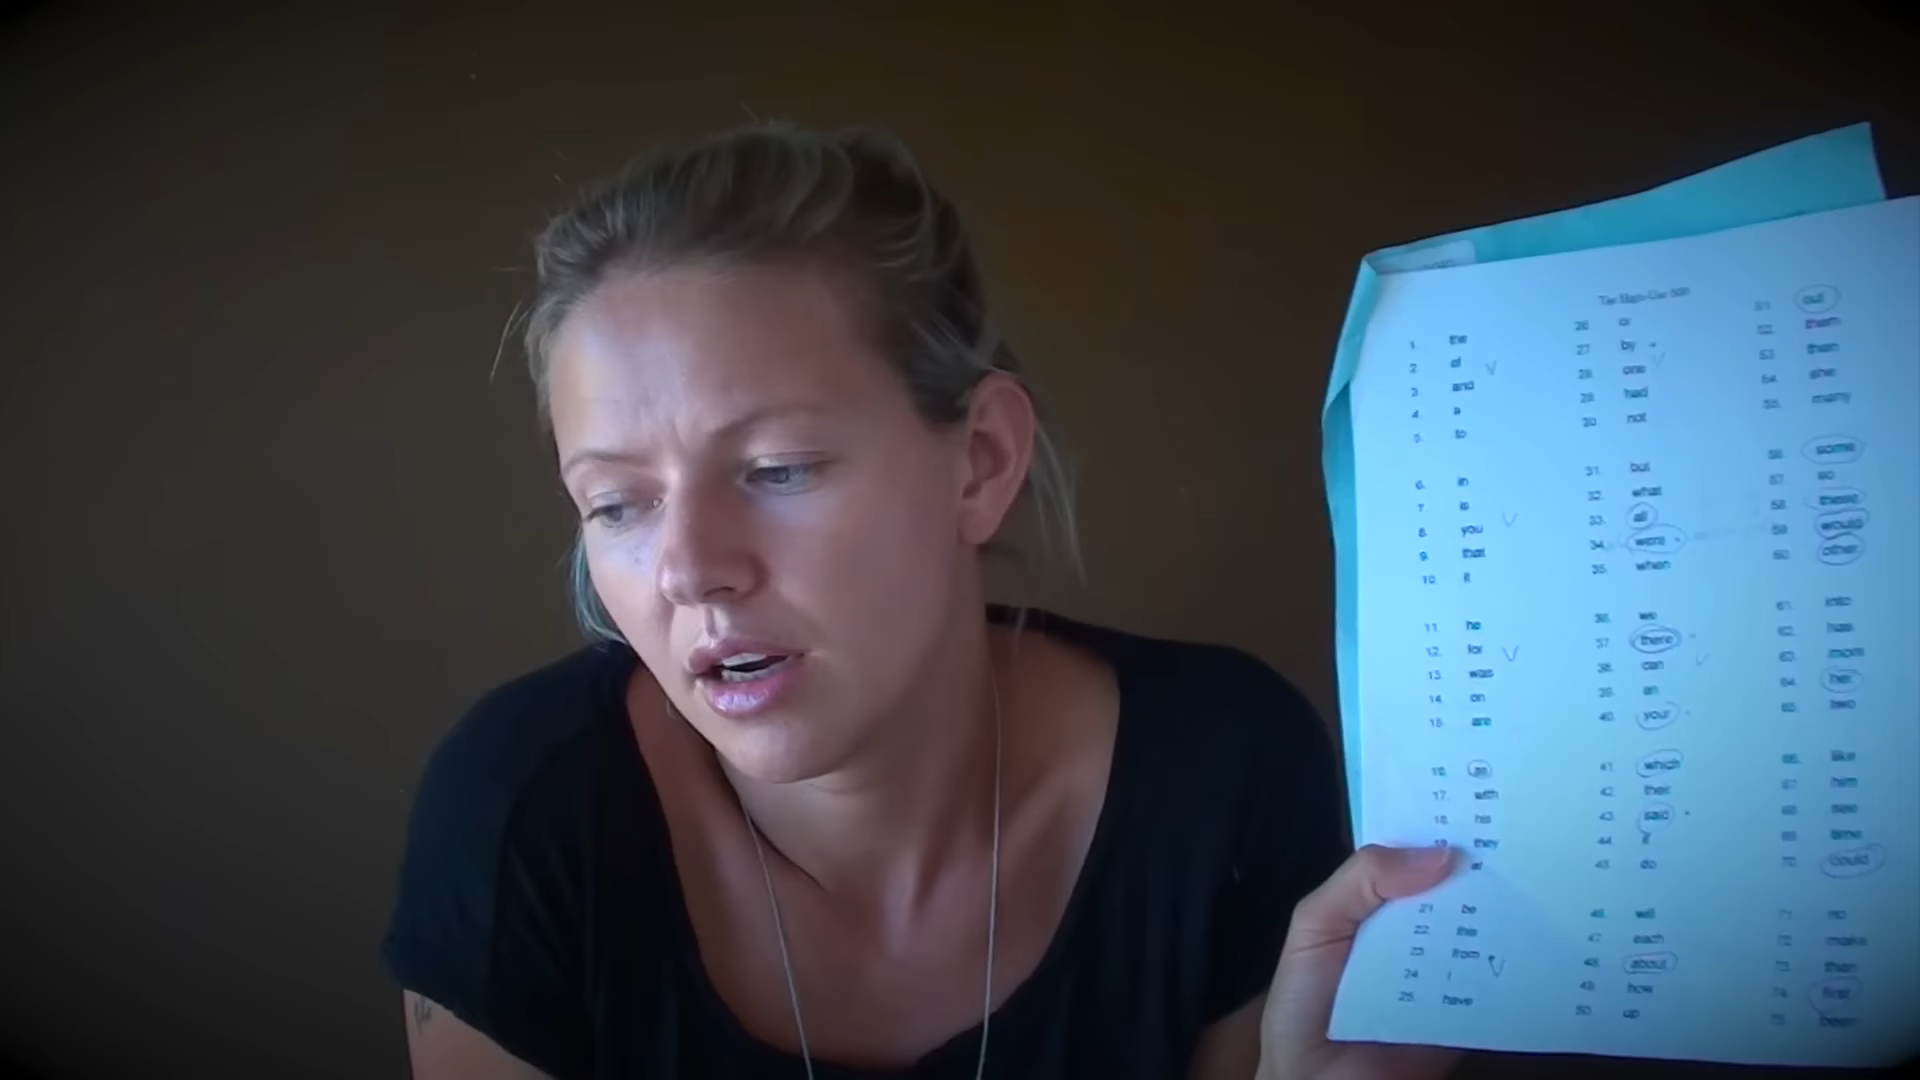 The High-Use 500
1. the
2. of
3. and
4. a
5. to
6. in
7. is
8. you
9. that
10. it
11. he
12. for
13. was
14. on
15. are
16. as
17. with
18. his
19. they
at
21. be
22. this
23. from
24. I
25. have
26. or
27. by
28. one
29. had
30. not
31. but
32. what
33. all
34. were
35. when
36. we
37. there
38. can
39. an
40. your
41. which
42. their
43. said
44. if
45. do
46. will
47. each
48. about
49. how
50. up
51. out
52. them
53. then
54. she
55. many
56. some
57. so
58. these
59. would
60. other
61. into
62. has
63. more
64. her
65. two
66. like
67. him
68. see
69. time
70. could
71. no
72. make
73. than
74. first
75. been